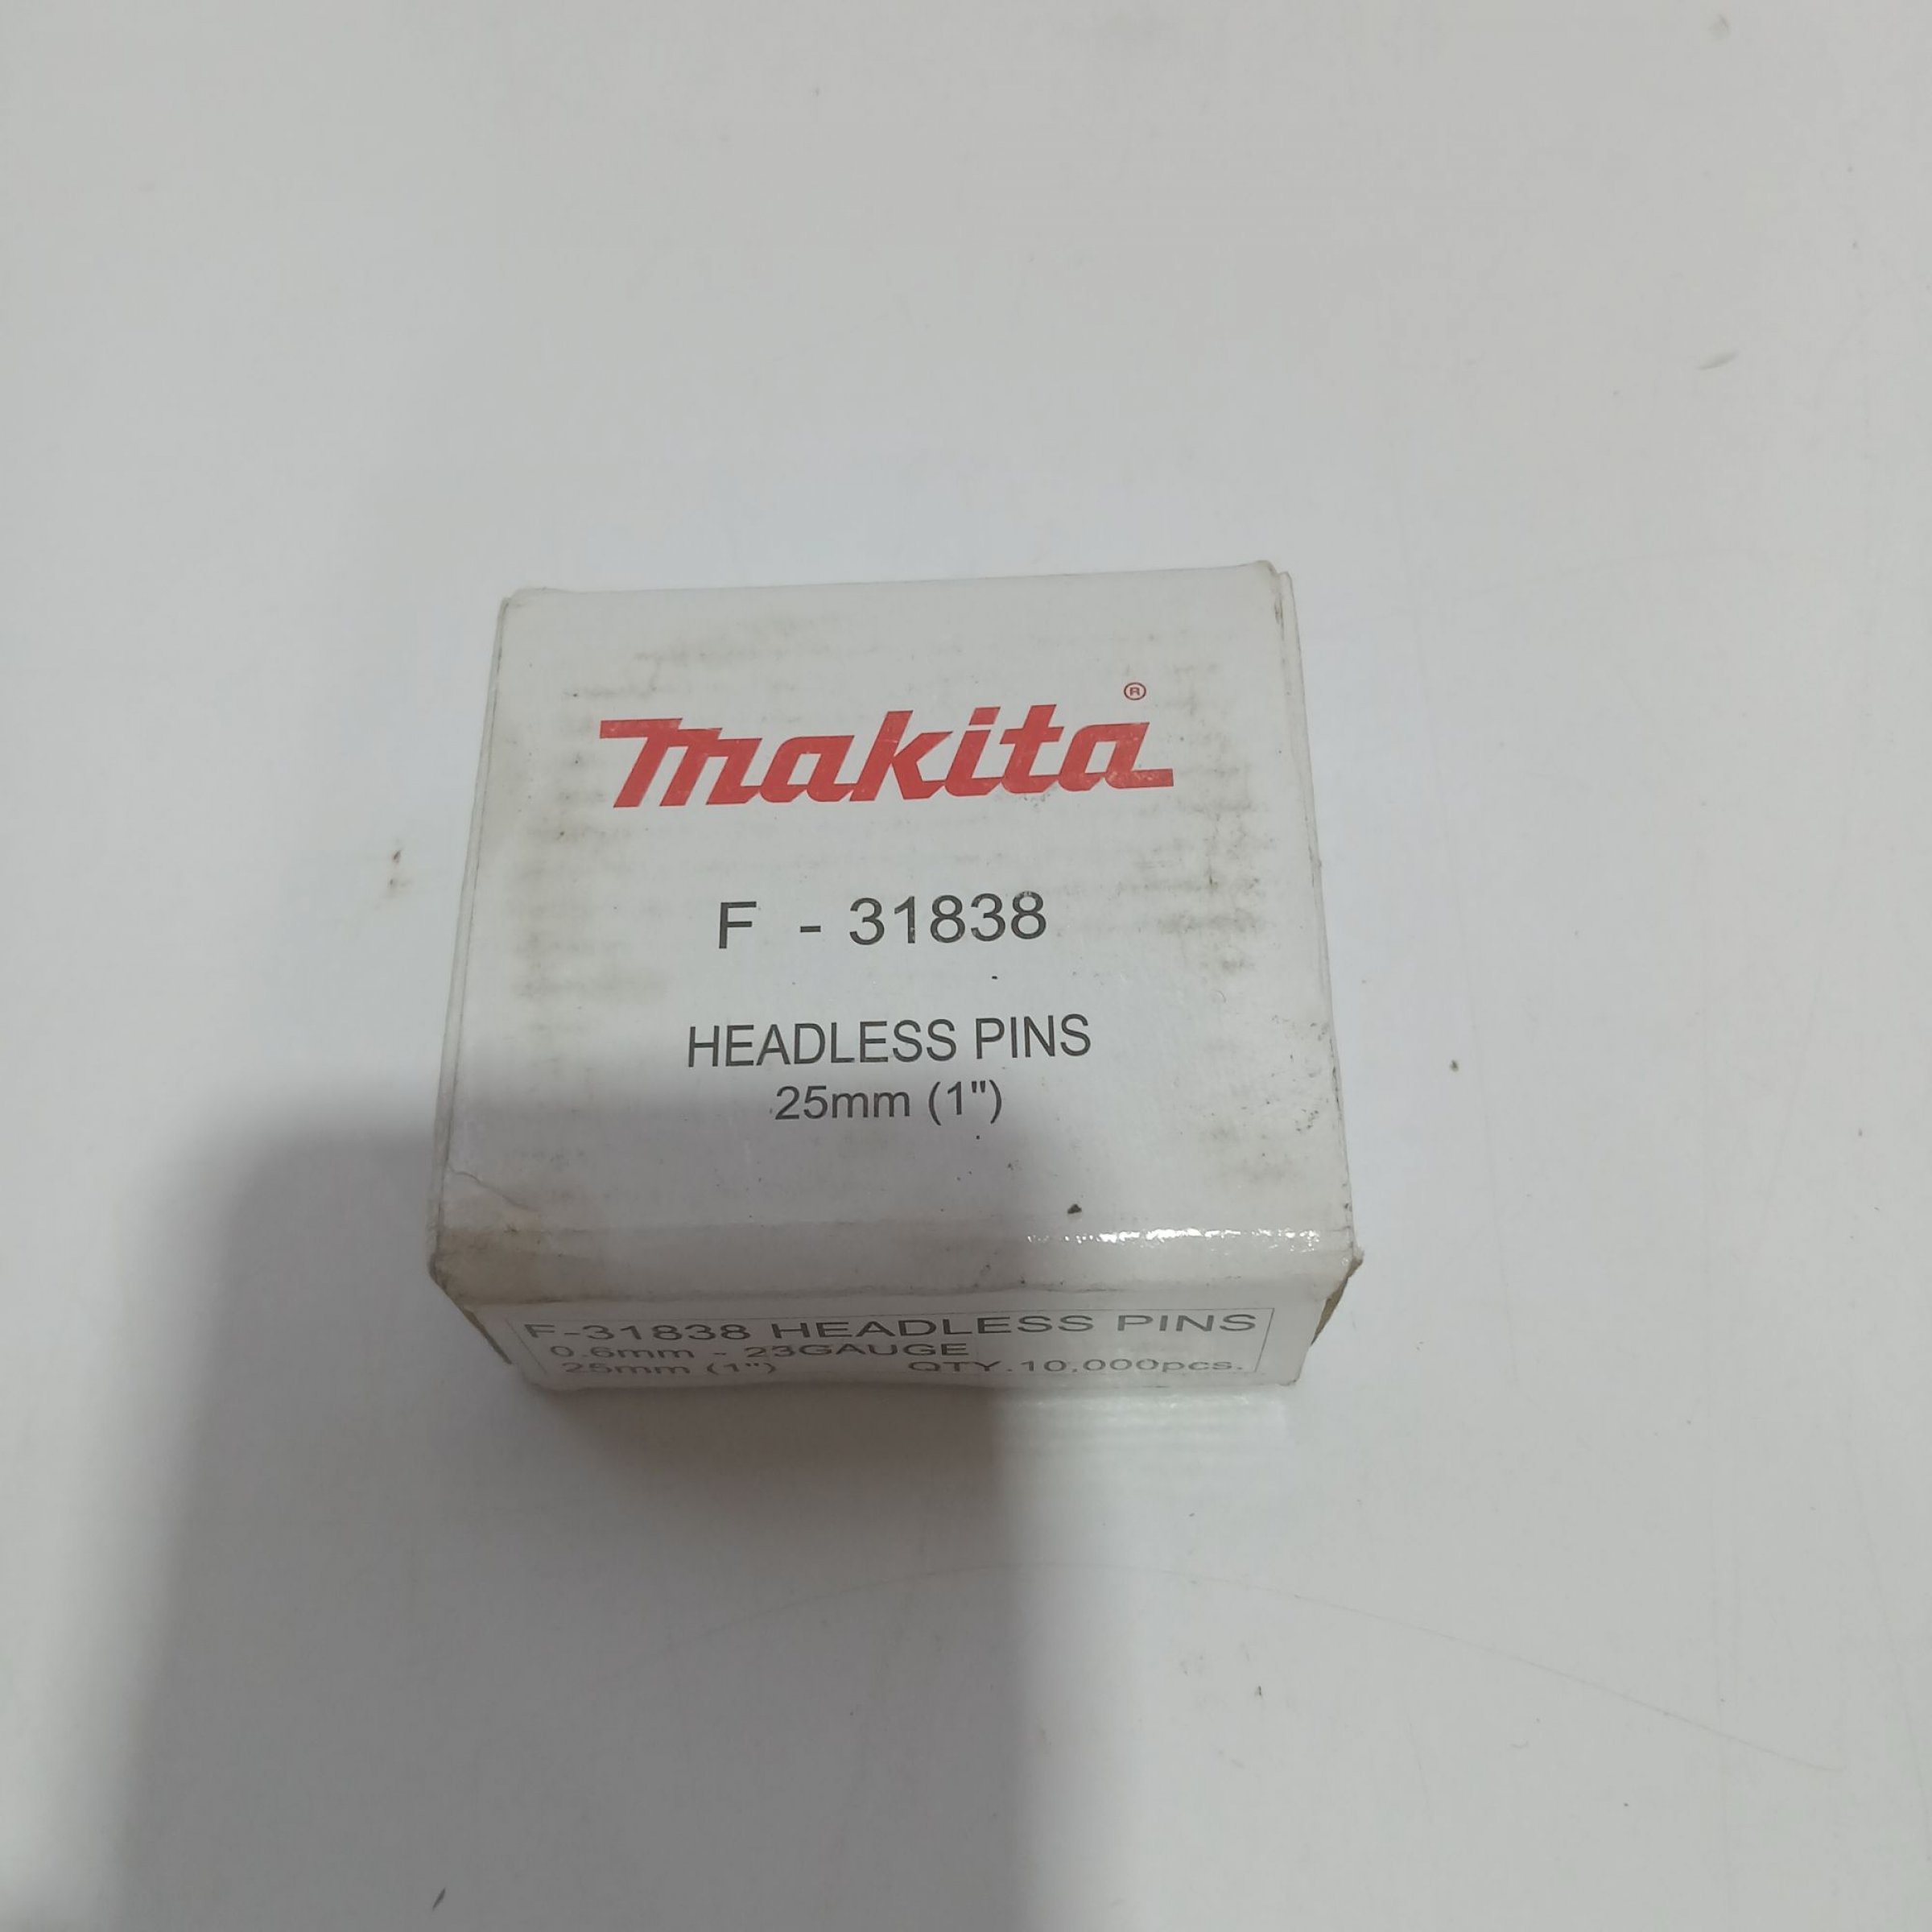 makita®
F - 31838
HEADLESS PINS
25mm (1")
F-31838 HEADLESS PINS
0.6mm - 23GAUGE
25mm (1") QTY.10,000pcs.